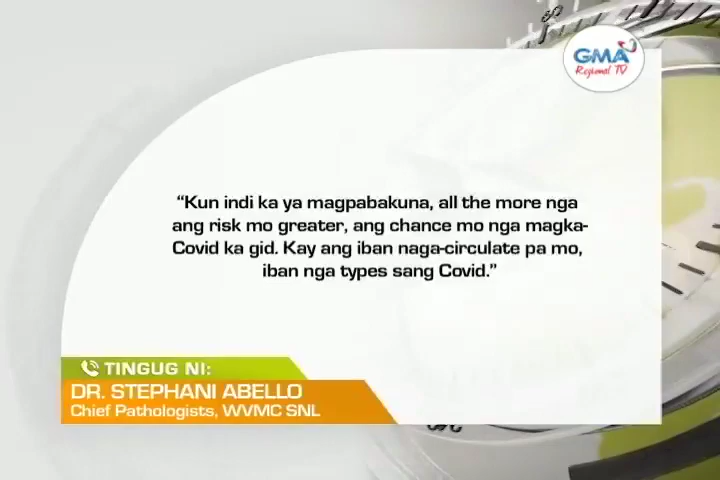 GMA
Regional TV
“Kun indi ka ya magpabakuna, all the more nga
ang risk mo greater, ang chance mo nga magka-
Covid ka gid. Kay ang iban naga-circulate pa mo,
iban nga types sang Covid.”
TINGUG NI:
DR. STEPHANI ABELLO
Chief Pathologists, WVMC SNL